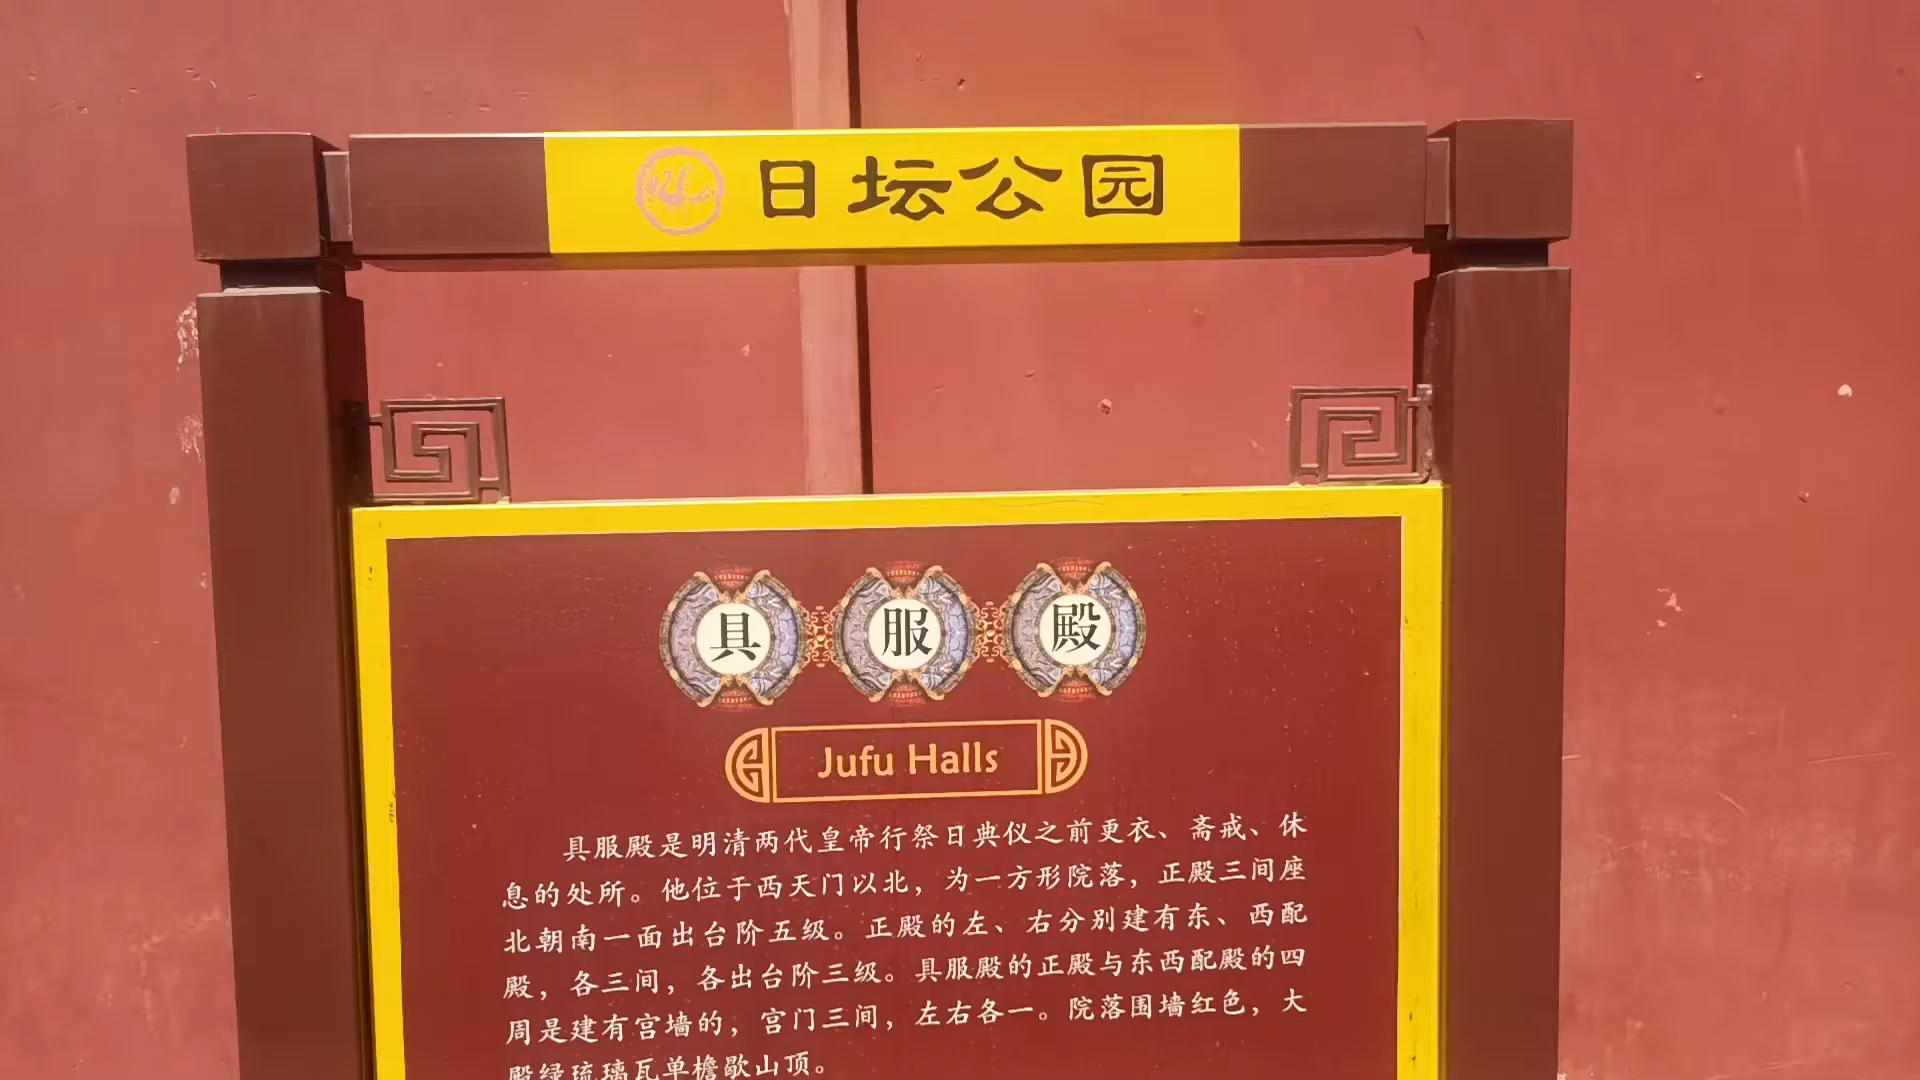 日坛公园
具服殿
Jufu Halls
具服殿是明清两代皇帝行祭日典仪之前更衣、斋戒、休
息的处所。他位于西天门以北，为一方形院落，正殿三间座
北朝南一面出台阶五级。正殿的左、右分别建有东、西配
殿，各三间，各出台阶三级。具服殿的正殿与东西配殿的四
周是建有宫墙的，宫门三间，左右各一。院落围墙红色，大
殿绿琉璃瓦单檐歇山顶。